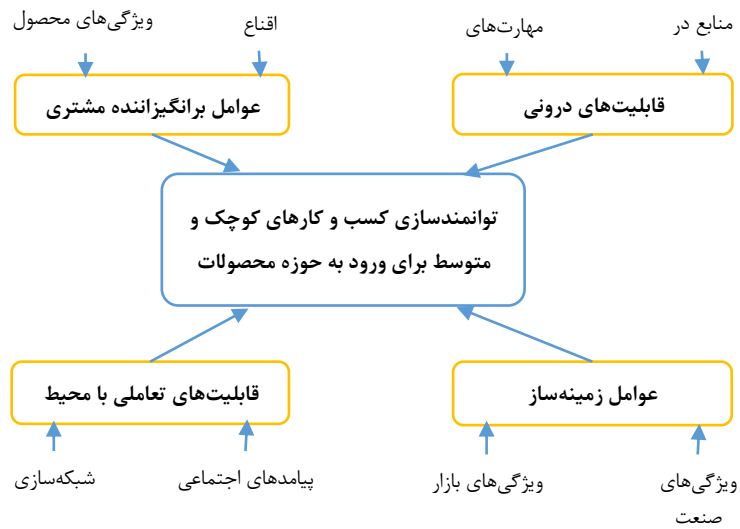 منابع در
مهارت‌های
اقناع
ویژگی‌های محصول
قابلیت‌های درونی
عوامل برانگیزاننده مشتری
توانمندسازی کسب و کارهای کوچک و
متوسط برای ورود به حوزه محصولات
عوامل زمینه‌ساز
قابلیت‌های تعاملی با محیط
ویژگی‌های
صنعت
ویژگی‌های بازار
پیامدهای اجتماعی
شبکه‌سازی